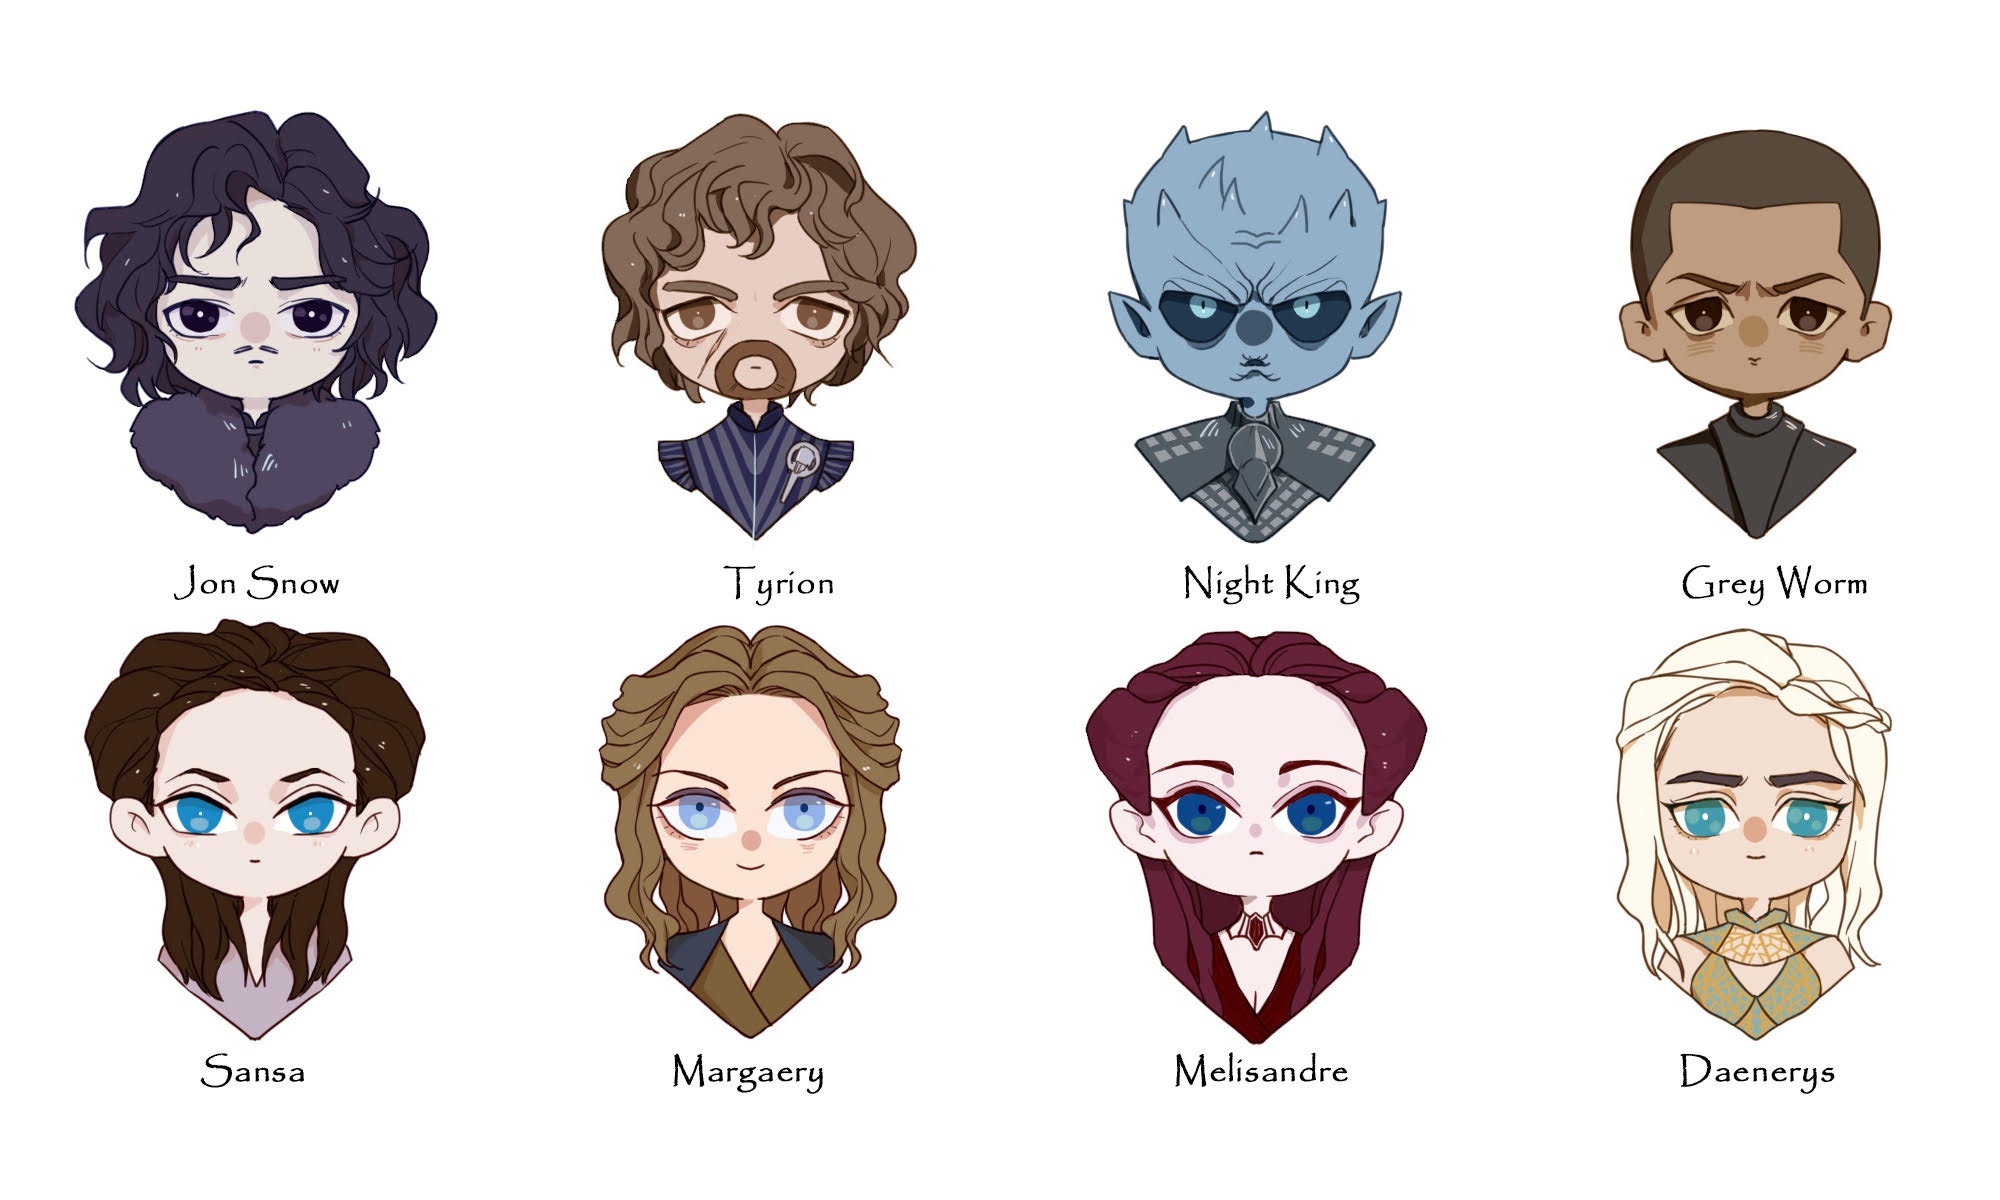 Jon Snow
Tyrion
Night King
Grey Worm
Sansa
Margaery
Melisandre
Daenerys